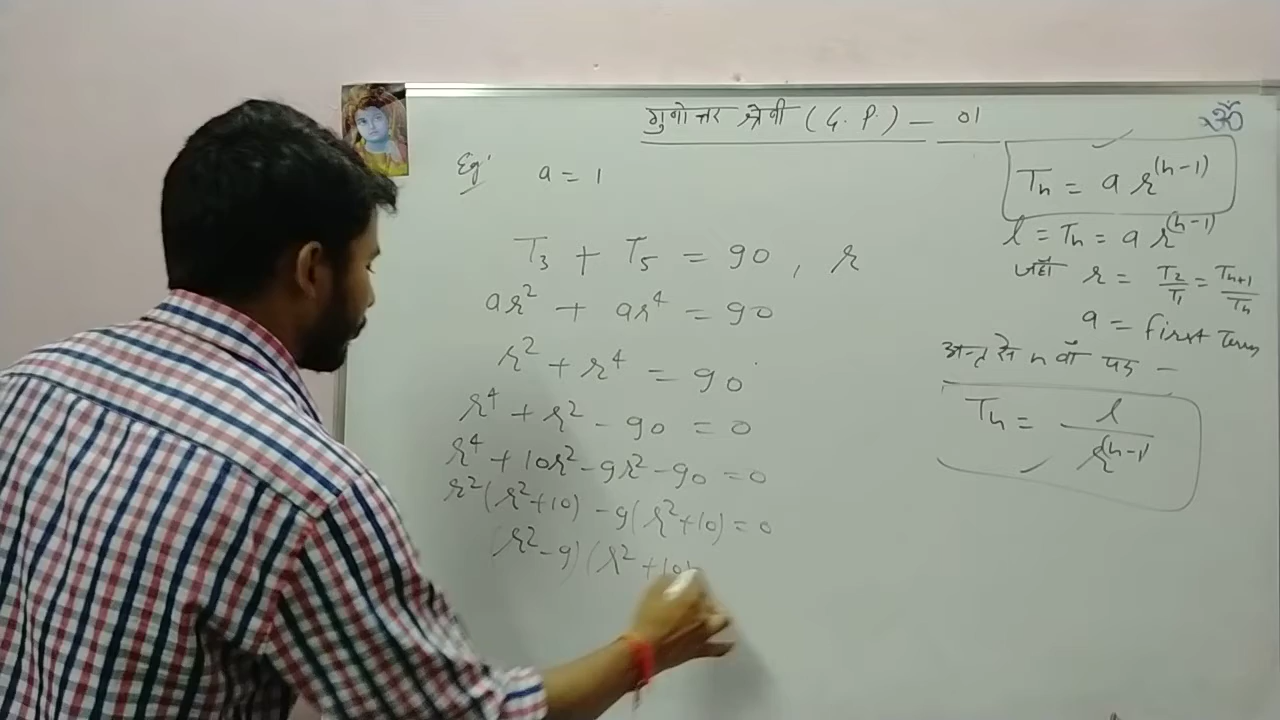 गुणोत्तर श्रेणी (G.P.) - 01
ॐ
Eg: a = 1
T₃ + T₅ = 90, r
ar² + ar⁴ = 90
r² + r⁴ = 90
r⁴ + r² - 90 = 0
r⁴ + 10r² - 9r² - 90 = 0
r²(r²+10) - 9(r²+10) = 0
(r² - 9)(r² + 10)
Tₙ = a r⁽ⁿ⁻¹⁾
l = Tₙ = a r⁽ⁿ⁻¹⁾
जहाँ r = T₂/T₁ = Tₙ₊₁/Tₙ
a = first Term
अन्त से n वाँ पद -
Tₙ = l/r⁽ⁿ⁻¹⁾